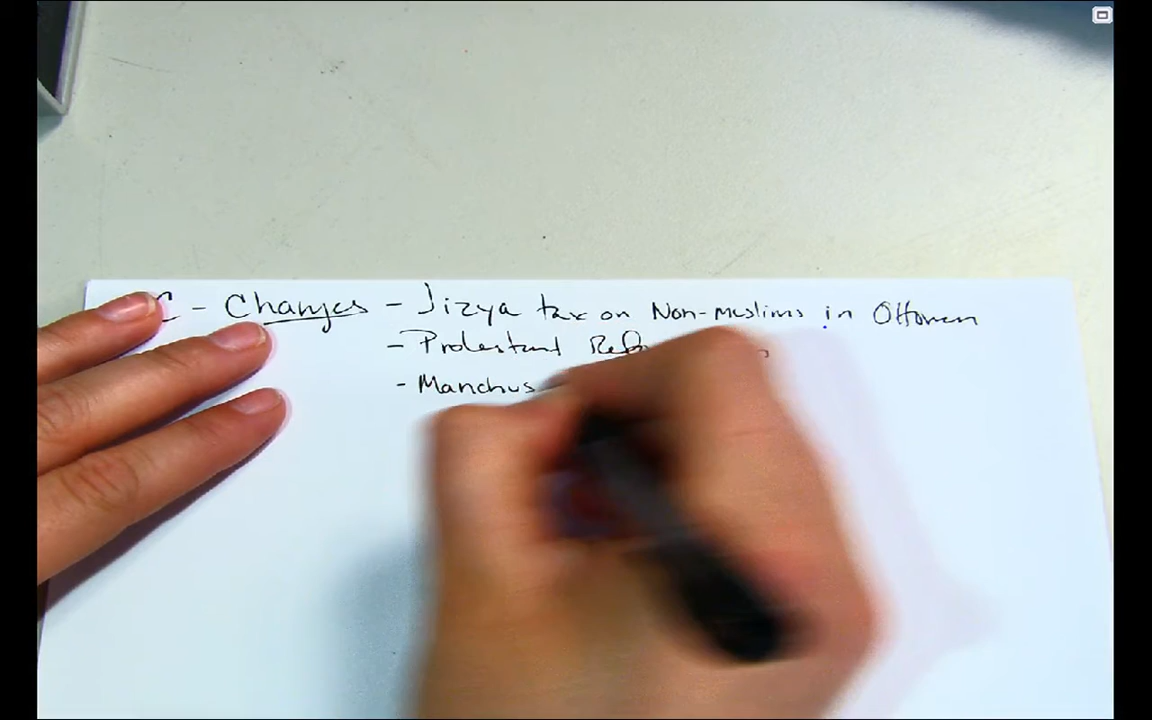 C - Changes - Jizya tax on Non-muslims in Ottoman
- Protestant
- Manchus